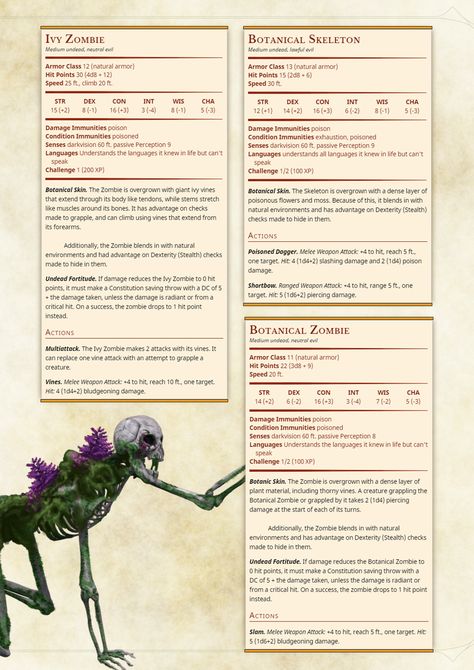 Ivy Zombie
Medium undead, neutral evil
Armor Class 12 (natural armor)
Hit Points 30 (4d8 + 12)
Speed 25 ft., climb 20 ft.
STR DEX CON INT WIS CHA
15 (+2) 8 (-1) 16 (+3) 3 (-4) 8 (-1) 5 (-3)
Damage Immunities poison
Condition Immunities poisoned
Senses darkvision 60 ft. passive Perception 9
Languages Understands the languages it knew in life but can't
speak
Challenge 1 (200 XP)
Botanical Skin. The Zombie is overgrown with giant ivy vines
that extend through its body like tendons, while stems stretch
like muscles around its bones. It has advantage on checks
made to grapple, and can climb using vines that extend from
its forearms.
Additionally, the Zombie blends in with natural
environments and had advantage on Dexterity (Stealth) checks
made to hide in them.
Undead Fortitude. If damage reduces the Ivy Zombie to 0 hit
points, it must make a Constitution saving throw with a DC of 5
+ the damage taken, unless the damage is radiant or from a
critical hit. On a success, the zombie drops to 1 hit point
instead.
Actions
Multiattack. The Ivy Zombie makes 2 attacks with its vines. It
can replace one vine attack with an attempt to grapple a
creature.
Vines. Melee Weapon Attack: +4 to hit, reach 10 ft., one target.
Hit: 4 (1d4+2) bludgeoning damage.
Botanical Skeleton
Medium undead, lawful evil
Armor Class 13 (natural armor)
Hit Points 15 (2d8 + 6)
Speed 30 ft.
STR DEX CON INT WIS CHA
12 (+1) 14 (+2) 16 (+3) 6 (-2) 8 (-1) 5 (-3)
Damage Immunities poison
Condition Immunities exhaustion, poisoned
Senses darkvision 60 ft. passive Perception 9
Languages understands all languages it knew in life but can't
speak
Challenge 1/2 (100 XP)
Botanical Skin. The Skeleton is overgrown with a dense layer of
poisonous flowers and moss. Because of this, it blends in with
natural environments and has advantage on Dexterity (Stealth)
checks made to hide in them.
Actions
Poisoned Dagger. Melee Weapon Attack: +4 to hit, reach 5 ft.,
one target. Hit: 4 (1d4+2) slashing damage and 2 (1d4) poison
damage.
Shortbow. Ranged Weapon Attack: +4 to hit, range 5 ft., one
target. Hit: 5 (1d6+2) piercing damage.
Botanical Zombie
Medium undead, neutral evil
Armor Class 11 (natural armor)
Hit Points 22 (3d8 + 9)
Speed 20 ft.
STR DEX CON INT WIS CHA
14 (+2) 6 (-2) 16 (+3) 3 (-4) 7 (-2) 5 (-3)
Damage Immunities poison
Condition Immunities poisoned
Senses darkvision 60 ft. passive Perception 8
Languages Understands the languages it knew in life but can't
speak
Challenge 1/2 (100 XP)
Botanic Skin. The Zombie is overgrown with a dense layer of
plant material, including thorny vines. A creature grappling the
Botanical Zombie or grappled by it takes 2 (1d4) piercing
damage at the start of each of its turns.
Additionally, the Zombie blends in with natural
environments and has advantage on Dexterity (Stealth) checks
made to hide in them.
Undead Fortitude. If damage reduces the Botanical Zombie to
0 hit points, it must make a Constitution saving throw with a
DC of 5 + the damage taken, unless the damage is radiant or
from a critical hit. On a success, the zombie drops to 1 hit point
instead.
Actions
Slam. Melee Weapon Attack: +4 to hit, reach 5 ft., one target. Hit:
5 (1d6+2) bludgeoning damage.